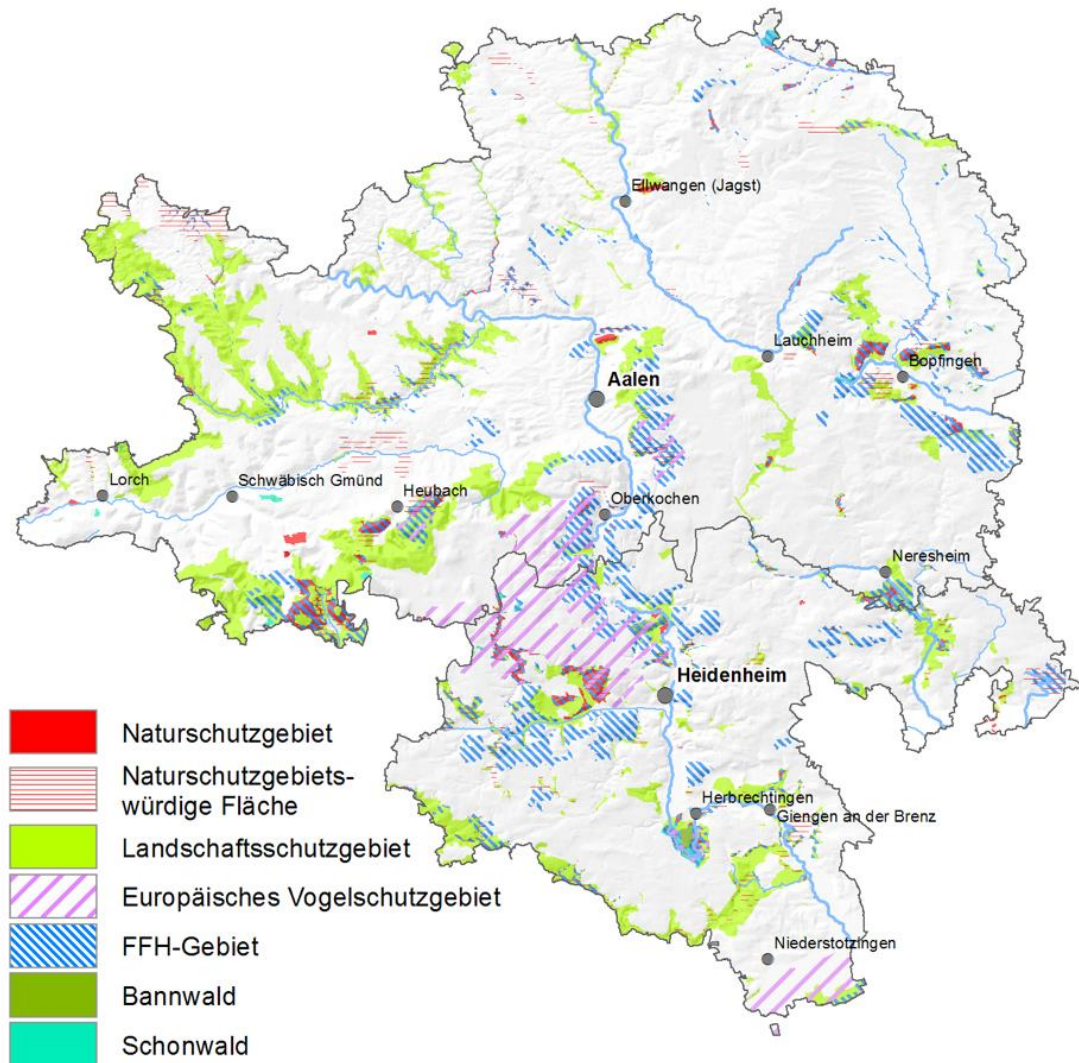 Ellwangen (Jagst)
Lauchheim
Bopfingen
Aalen
Lorch
Schwäbisch Gmünd
Heubach
Oberkochen
Neresheim
Heidenheim
Herbrechtingen
Giengen an der Brenz
Niederstotzingen
Naturschutzgebiet
Naturschutzgebiets-
würdige Fläche
Landschaftsschutzgebiet
Europäisches Vogelschutzgebiet
FFH-Gebiet
Bannwald
Schonwald